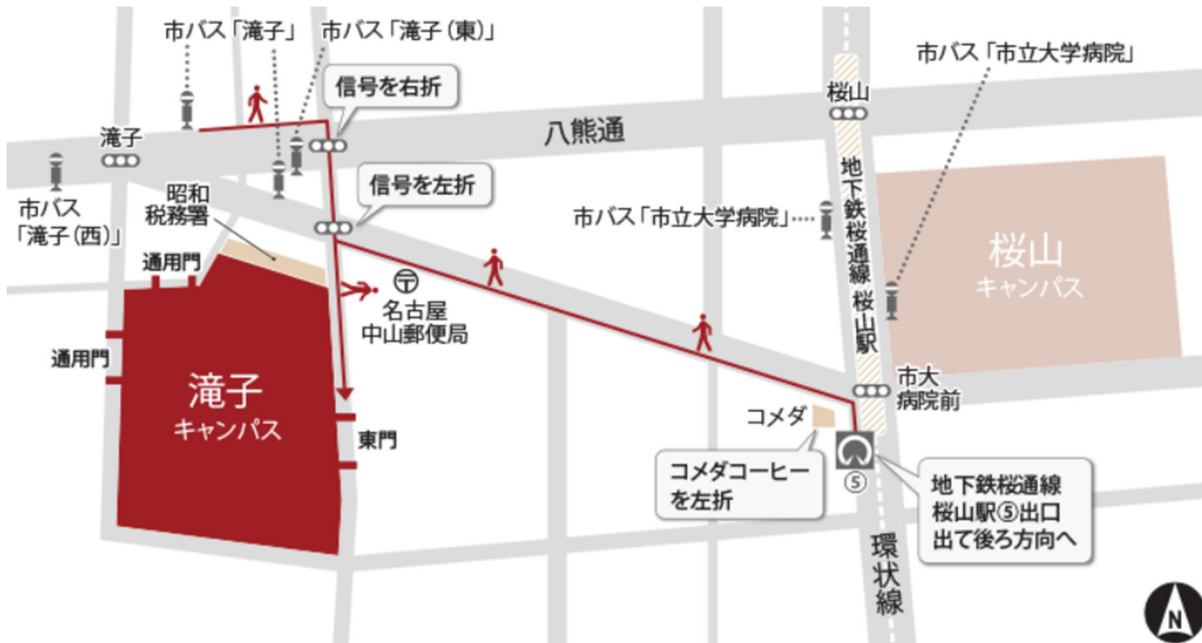 市バス「滝子」
市バス「滝子(東)」
信号を右折
桜山
市バス「市立大学病院」
滝子
八熊通
市バス
「滝子(西)」
昭和
税務署
信号を左折
市バス「市立大学病院」
地下鉄桜通線 桜山駅
桜山
キャンパス
通用門
〒
名古屋
中山郵便局
通用門
滝子
キャンパス
東門
市大
病院前
コメダ
コメダコーヒー
を左折
⑤
地下鉄桜通線
桜山駅⑤出口
出て後ろ方向へ
環状線
N